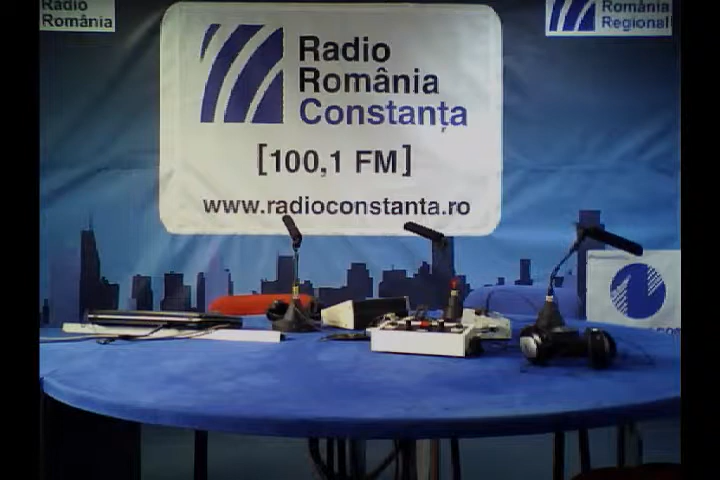 Radio
România
România
Regional
Radio
România
Constanța
[100,1 FM]
www.radioconstanta.ro